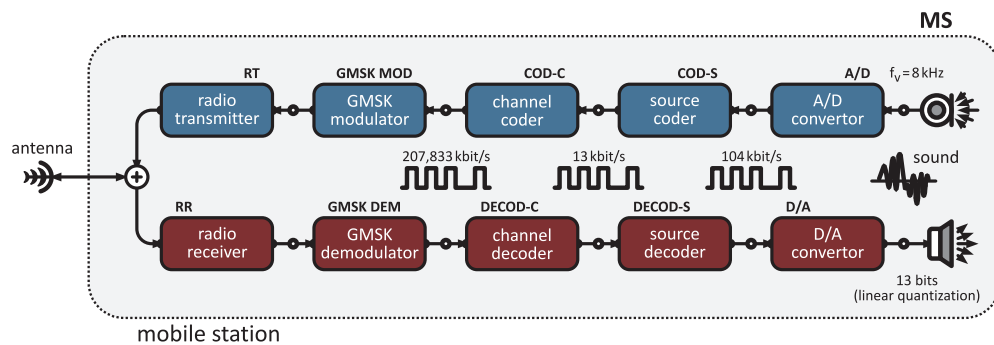 MS
RT
GMSK MOD
COD-C
COD-S
A/D
fv = 8 kHz
radio
transmitter
GMSK
modulator
channel
coder
source
coder
A/D
convertor
antenna
207,833 kbit/s
13 kbit/s
104 kbit/s
sound
RR
GMSK DEM
DECOD-C
DECOD-S
D/A
radio
receiver
GMSK
demodulator
channel
decoder
source
decoder
D/A
convertor
13 bits
(linear quantization)
mobile station